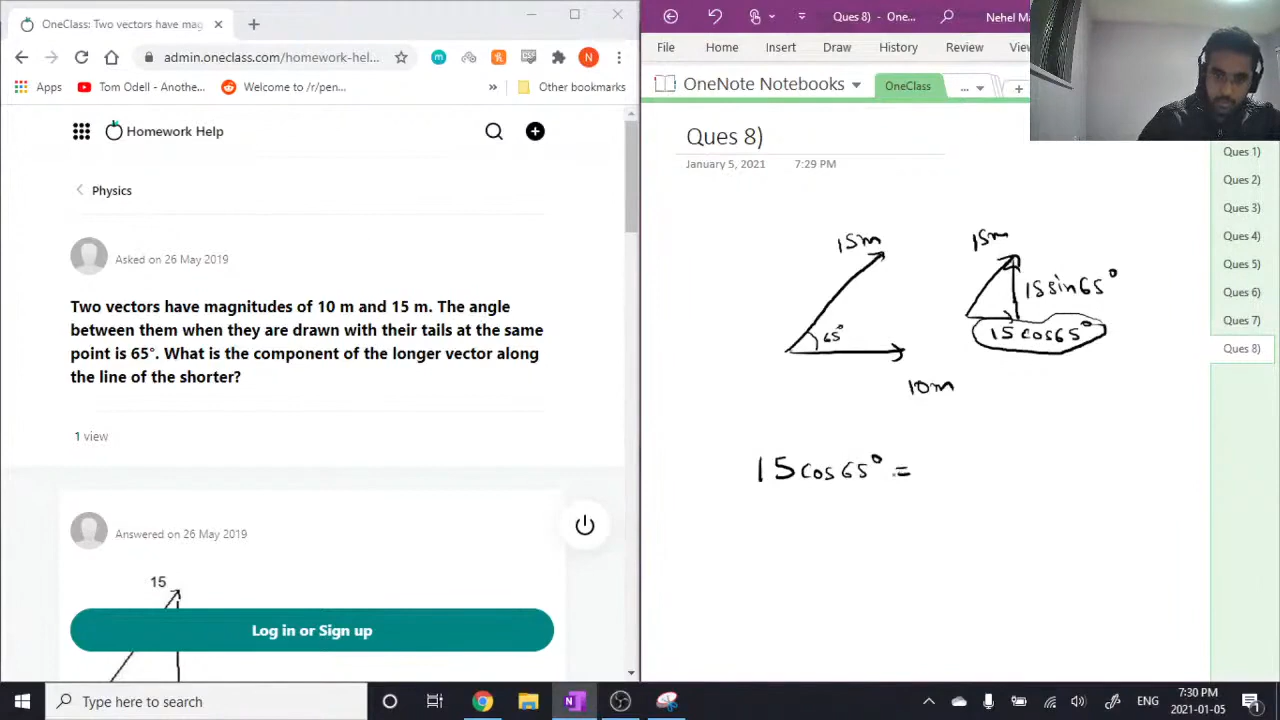 OneClass: Two vectors have mag
admin.oneclass.com/homework-hel...
N
Apps
Tom Odell - Anothe...
Welcome to /r/pen...
»
Other bookmarks
Homework Help
Physics
Asked on 26 May 2019
Two vectors have magnitudes of 10 m and 15 m. The angle
between them when they are drawn with their tails at the same
point is 65°. What is the component of the longer vector along
the line of the shorter?
1 view
Answered on 26 May 2019
15
Log in or Sign up
Ques 8) - One...
Nehel Ma
File
Home
Insert
Draw
History
Review
Vie
OneNote Notebooks
OneClass
...
Ques 8)
January 5, 2021
7:29 PM
Ques 1)
Ques 2)
Ques 3)
Ques 4)
Ques 5)
Ques 6)
Ques 7)
Ques 8)
15m
65°
10m
15m
15sin65°
15cos65°
15cos65° =
Type here to search
ENG
7:30 PM
2021-01-05
1